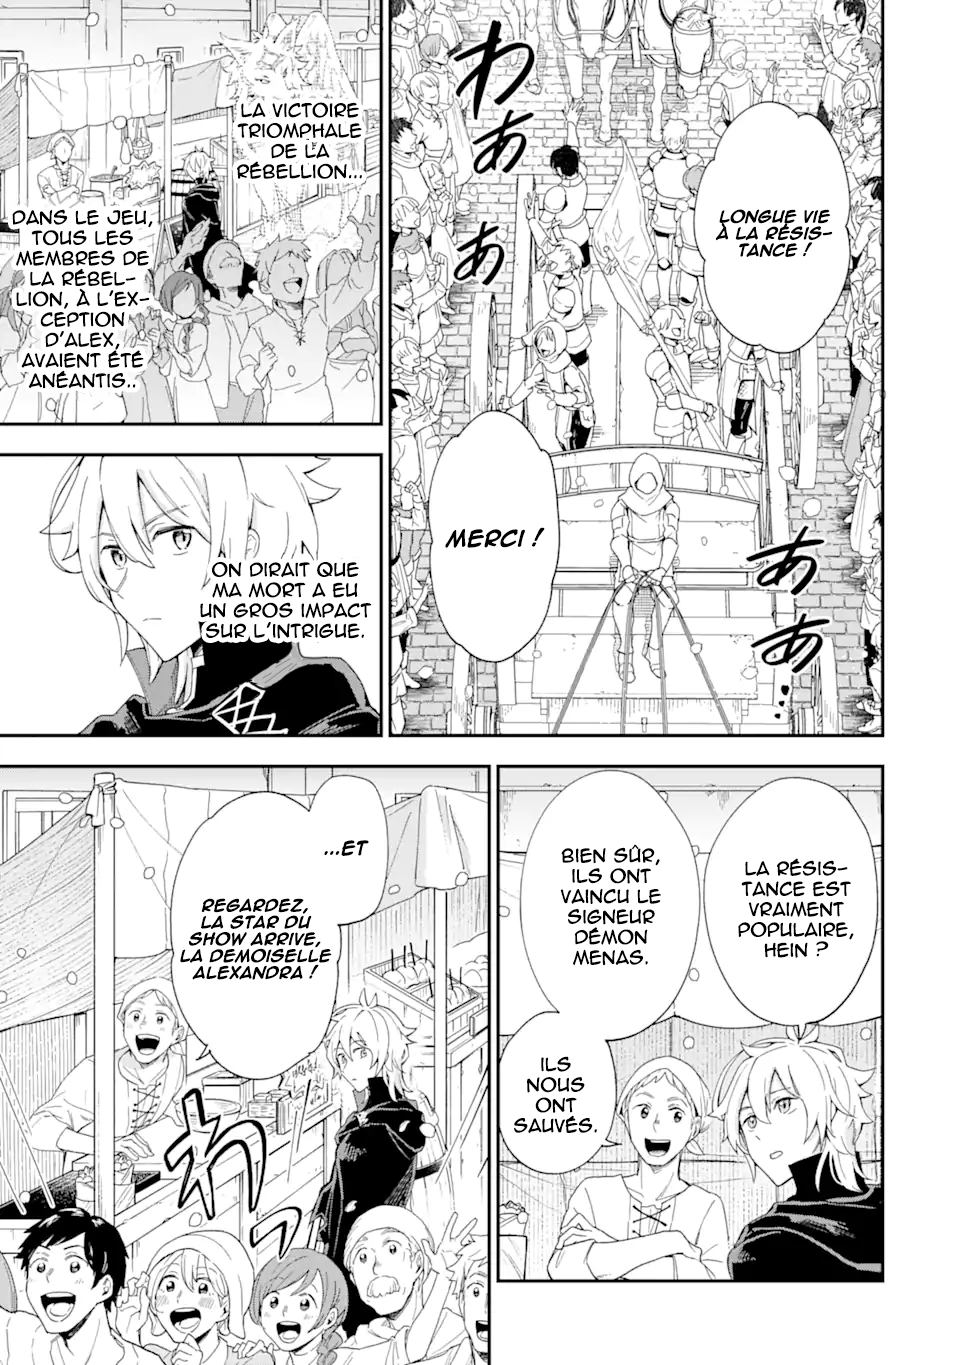 わ
あ
あ
LONGUE VIE
À LA RÉSIS-
TANCE !
MERCI !
あ
あ
LA VICTOIRE
TRIOMPHALE
DE LA
RÉBELLION...
DANS LE JEU,
TOUS LES
MEMBRES DE
LA RÉBEL-
LION, À L'EX-
CEPTION
D'ALEX,
AVAIENT ÉTÉ
ANÉANTIS..
ON DIRAIT QUE
MA MORT A EU
UN GROS IMPACT
SUR L'INTRIGUE.
LA RÉSIS-
TANCE EST
VRAIMENT
POPULAIRE,
HEIN ?
BIEN SÛR,
ILS ONT
VAINCU LE
SIGNEUR
DÉMON
MENAS.
ILS
NOUS
ONT
SAUVÉS.
...ET
REGARDEZ,
LA STAR DU
SHOW ARRIVE,
LA DEMOISELLE
ALEXANDRA !
わ
っ